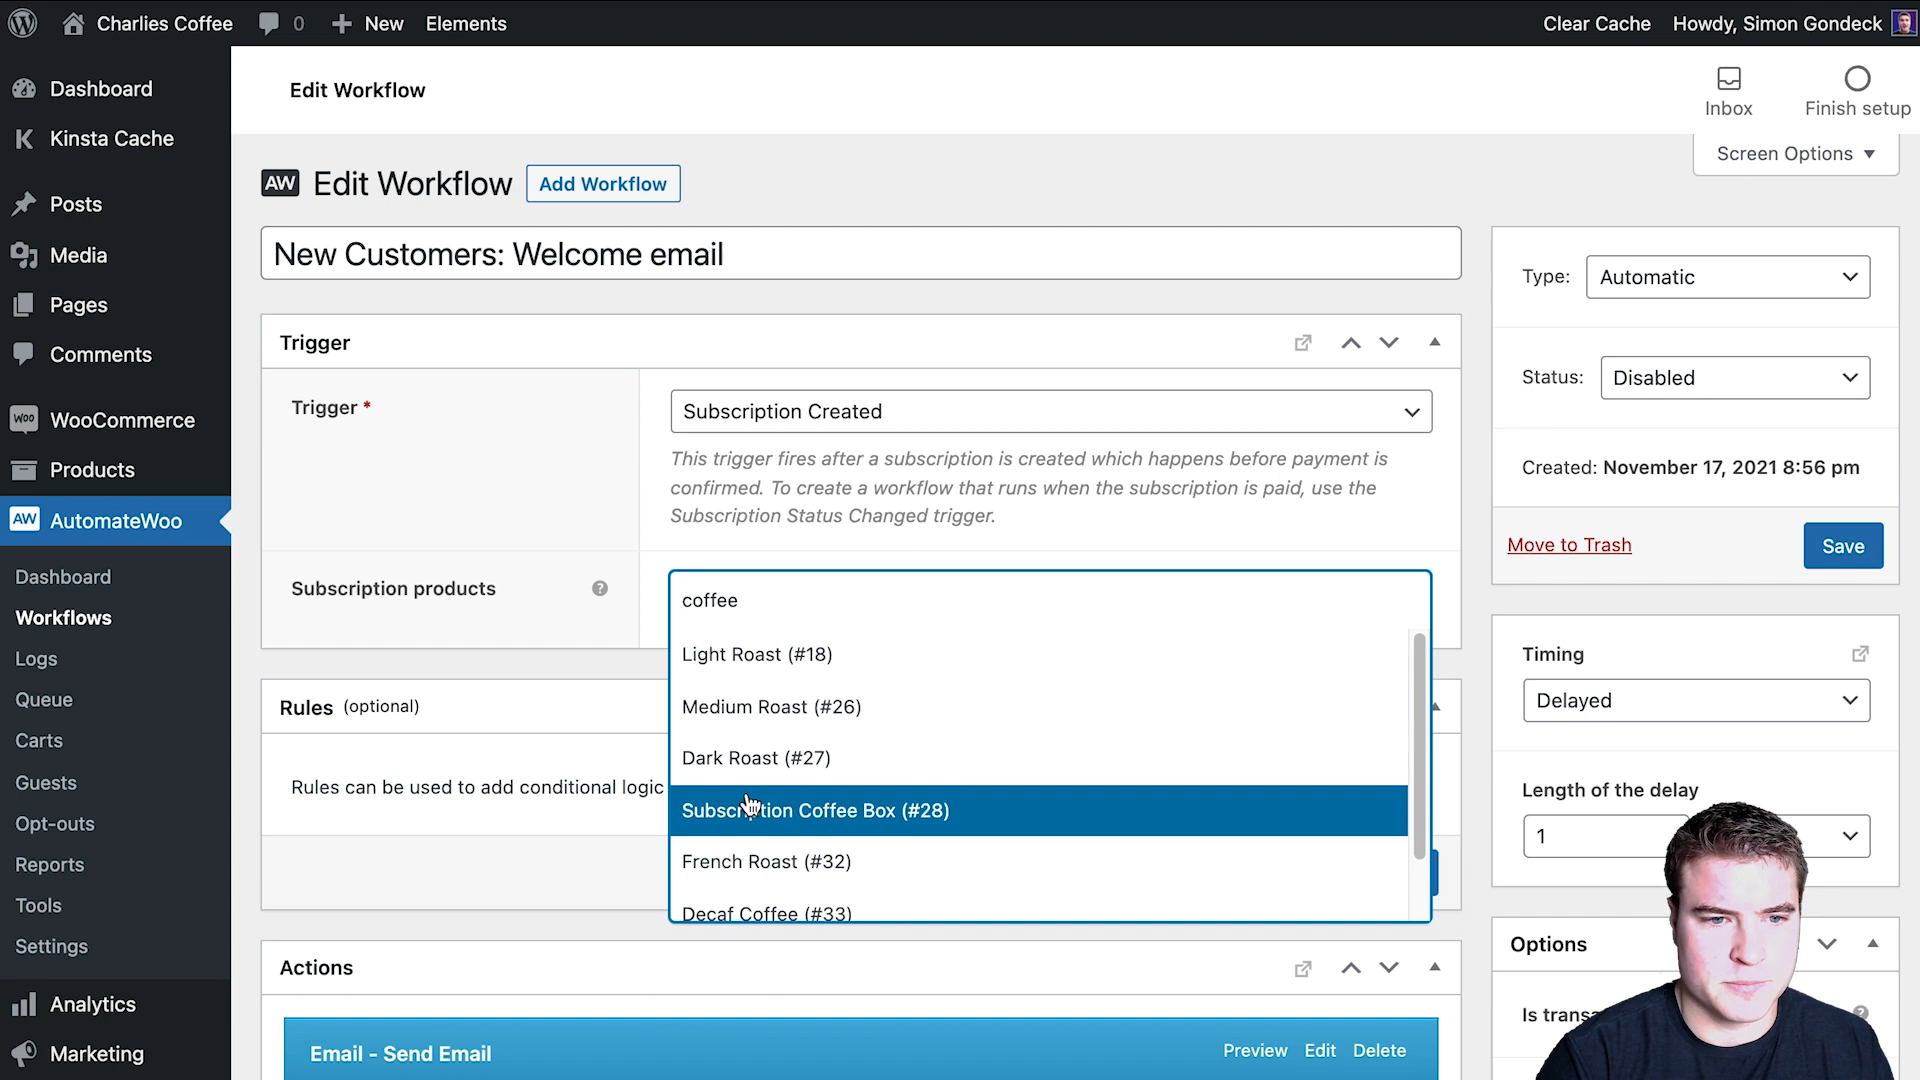 Charlies Coffee
0
New
Elements
Clear Cache
Howdy, Simon Gondeck
Dashboard
Kinsta Cache
Posts
Media
Pages
Comments
WOO
WooCommerce
Products
AW
AutomateWoo
Dashboard
Workflows
Logs
Queue
Carts
Guests
Opt-outs
Reports
Tools
Settings
Analytics
Marketing
Edit Workflow
Inbox
Finish setup
Screen Options
AW
Edit Workflow
Add Workflow
New Customers: Welcome email
Trigger
Trigger *
Subscription Created
This trigger fires after a subscription is created which happens before payment is
confirmed. To create a workflow that runs when the subscription is paid, use the
Subscription Status Changed trigger.
Subscription products
?
coffee
Light Roast (#18)
Medium Roast (#26)
Dark Roast (#27)
Subscription Coffee Box (#28)
French Roast (#32)
Decaf Coffee (#33)
Rules (optional)
Rules can be used to add conditional logic
Actions
Email - Send Email
Preview
Edit
Delete
Type:
Automatic
Status:
Disabled
Created: November 17, 2021 8:56 pm
Move to Trash
Save
Timing
Delayed
Length of the delay
1
Options
Is